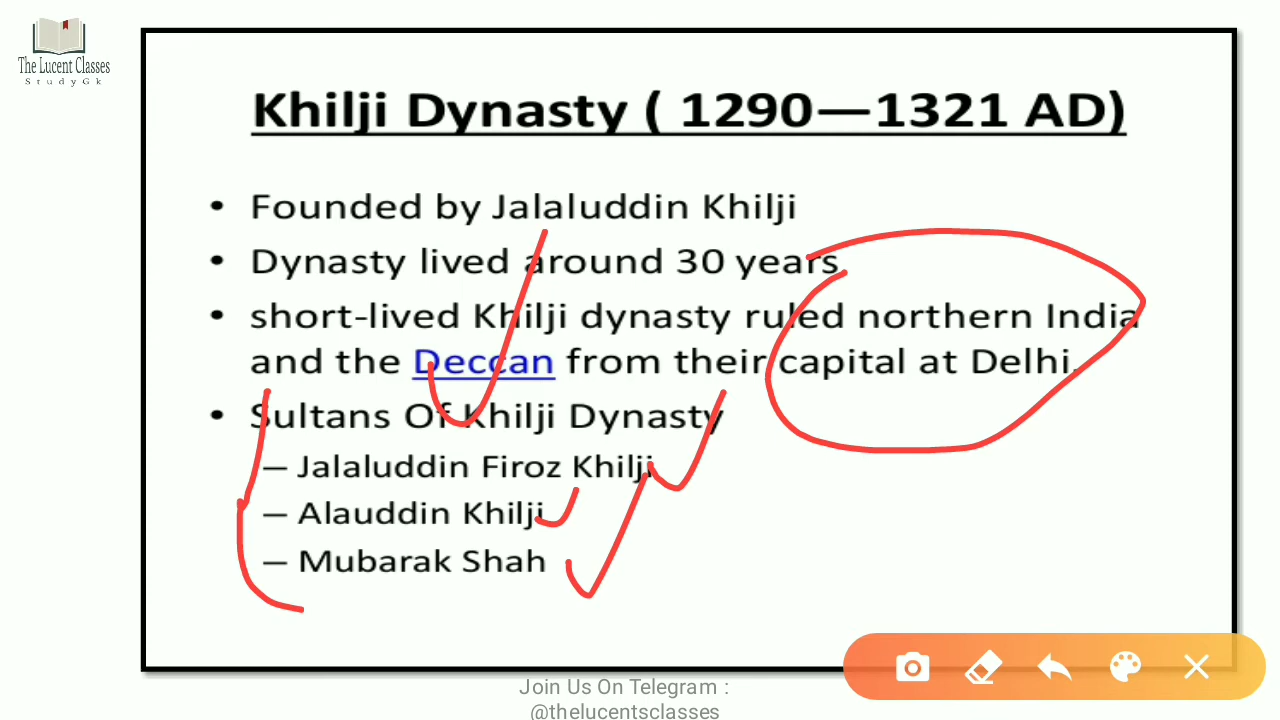 The Lucent Classes
StudyGk
Khilji Dynasty ( 1290—1321 AD)
• Founded by Jalaluddin Khilji
• Dynasty lived around 30 years
• short-lived Khilji dynasty ruled northern India
and the Deccan from their capital at Delhi.
• Sultans Of Khilji Dynasty
– Jalaluddin Firoz Khilji
– Alauddin Khilji
– Mubarak Shah
Join Us On Telegram :
@thelucentsclasses